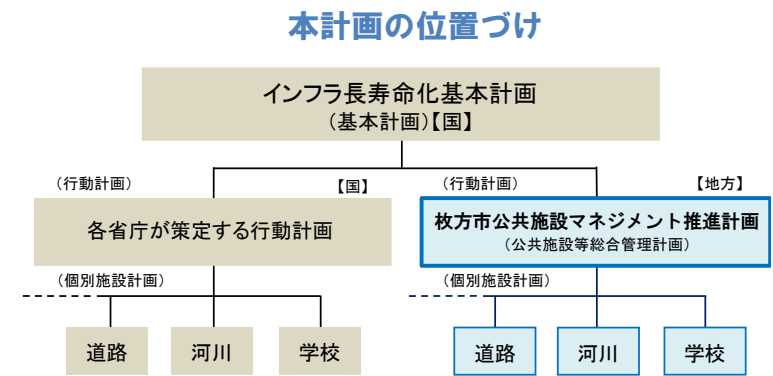 本計画の位置づけ
インフラ長寿命化基本計画
(基本計画)【国】
(行動計画)
【国】
(行動計画)
【地方】
各省庁が策定する行動計画
枚方市公共施設マネジメント推進計画
(公共施設等総合管理計画)
(個別施設計画)
(個別施設計画)
道路
河川
学校
道路
河川
学校